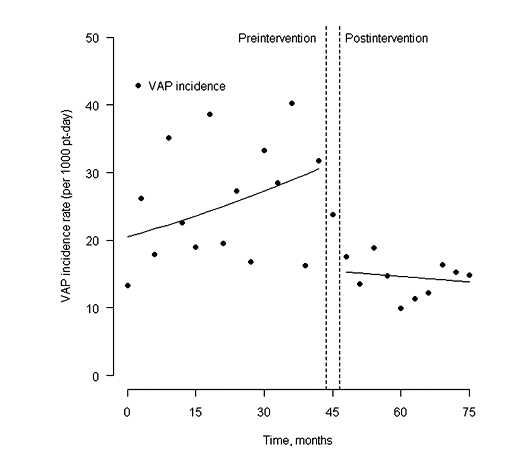 50
Preintervention
Postintervention
VAP incidence
40
30
20
10
0
VAP incidence rate (per 1000 pt-day)
0 15 30 45 60 75
Time, months